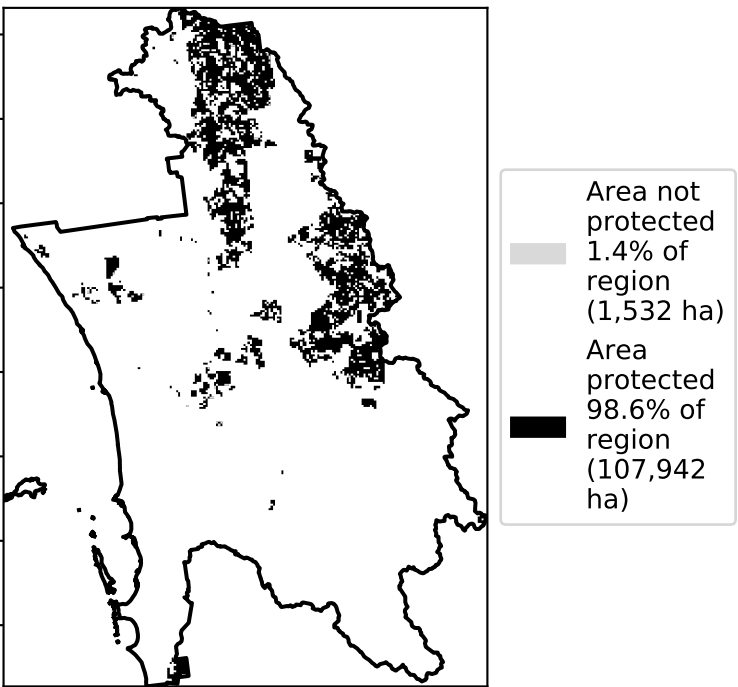 Area not
protected
1.4% of
region
(1,532 ha)
Area
protected
98.6% of
region
(107,942
ha)